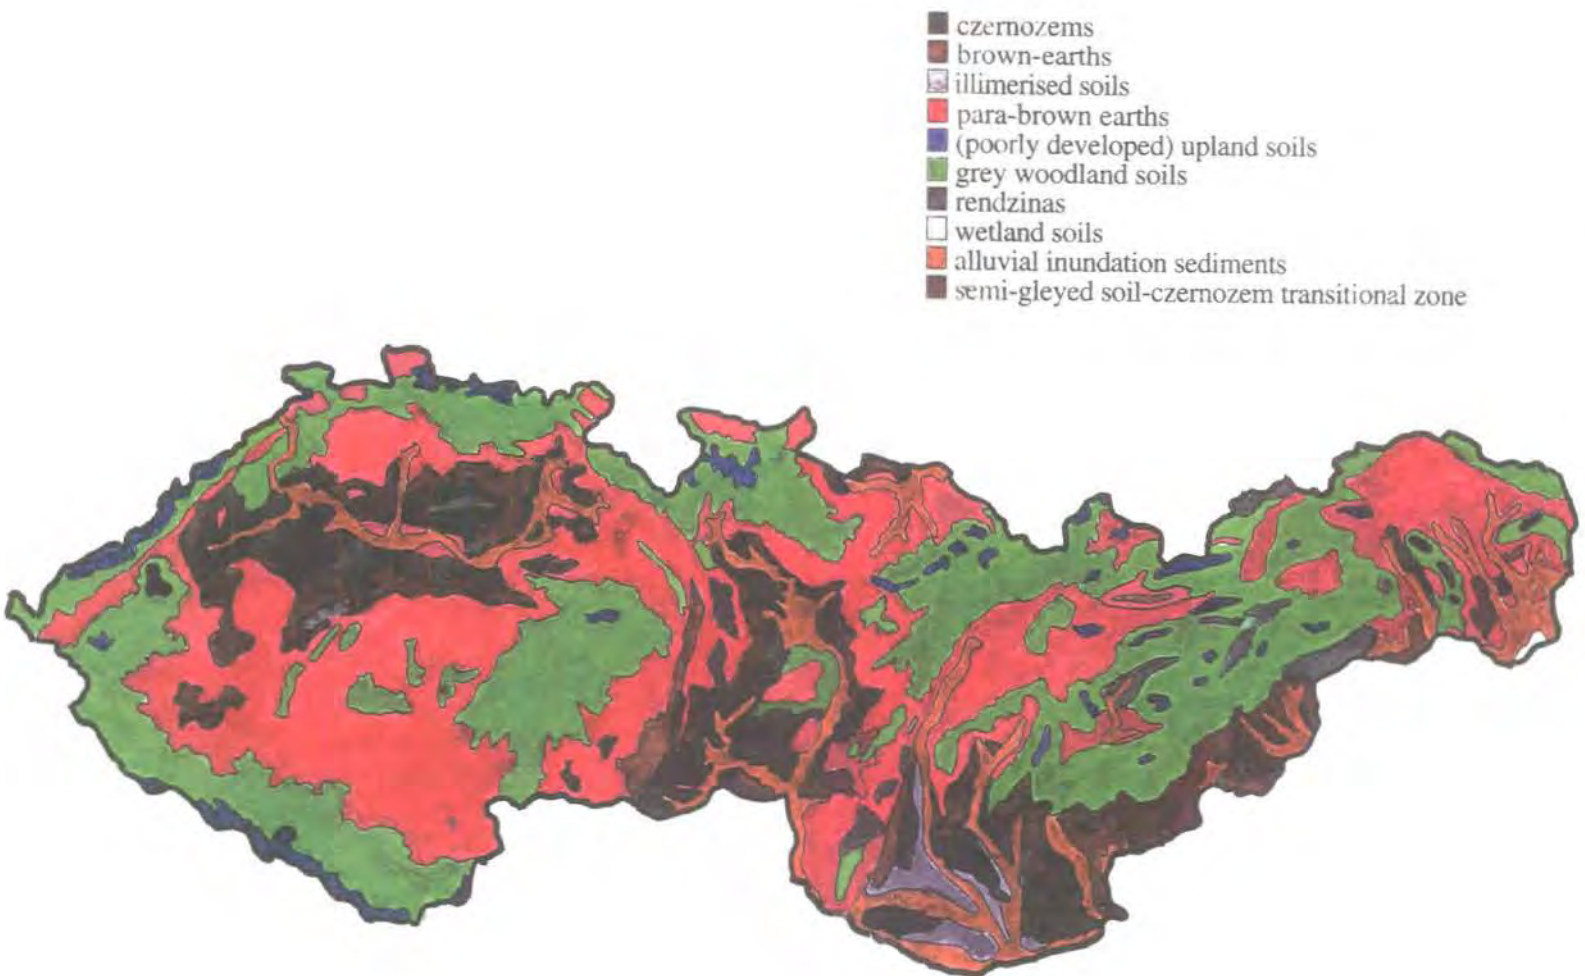 czernozems
brown-earths
illimerised soils
para-brown earths
(poorly developed) upland soils
grey woodland soils
rendzinas
wetland soils
alluvial inundation sediments
semi-gleyed soil-czernozem transitional zone